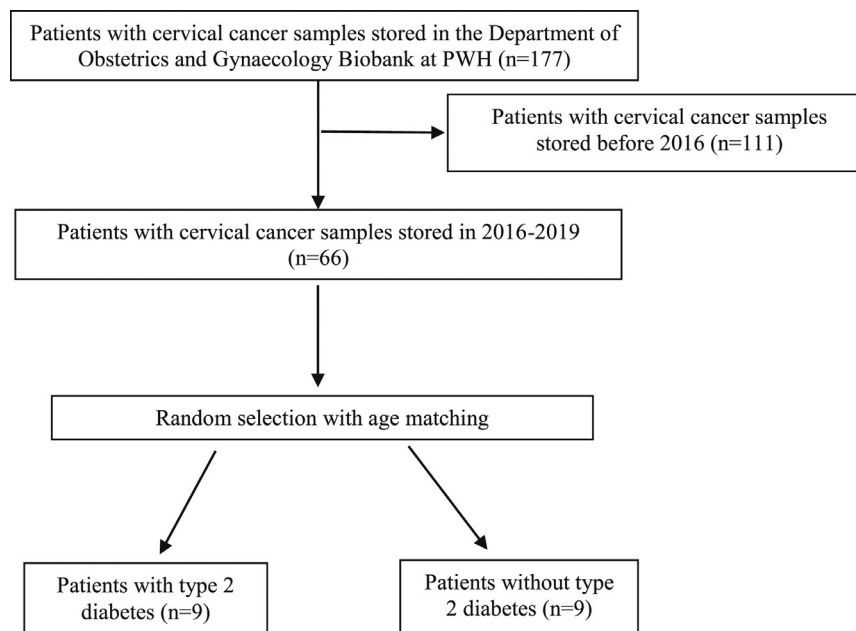 Patients with cervical cancer samples stored in the Department of
Obstetrics and Gynaecology Biobank at PWH (n=177)
Patients with cervical cancer samples
stored before 2016 (n=111)
Patients with cervical cancer samples stored in 2016-2019
(n=66)
Random selection with age matching
Patients with type 2
diabetes (n=9)
Patients without type
2 diabetes (n=9)